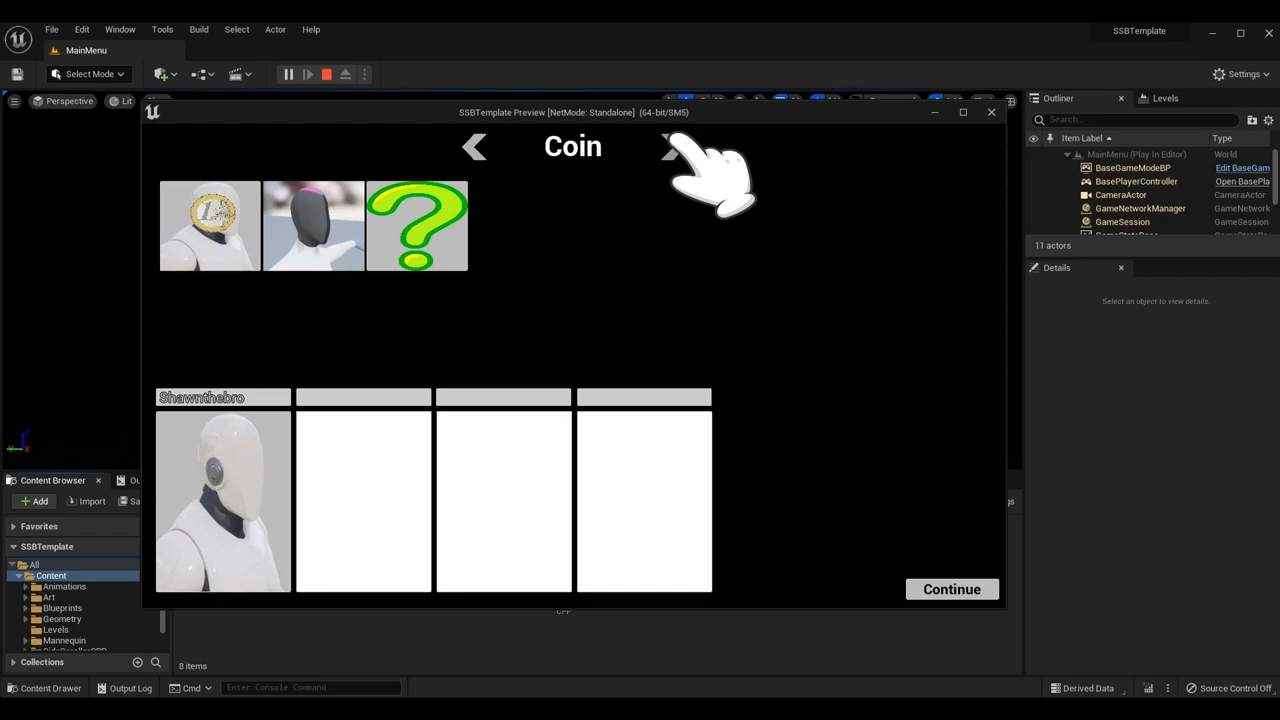 File Edit Window Tools Build Select Actor Help
SSBTemplate
MainMenu
Select Mode
Settings
Perspective
Lit
SSBTemplate Preview [NetMode: Standalone] (64-bit/SM5)
Outliner
Levels
Search...
Item Label
Type
MainMenu (Play In Editor)
World
BaseGameModeBP
Edit BaseGam
BasePlayerController
Open BasePla
CameraActor
CameraActor
GameNetworkManager
GameNetwork
GameSession
GameSession
11 actors
Details
Select an object to view details.
Coin
Shawnthebro
Continue
Content Browser
Ou
Add
Import
Sa
gs
Favorites
SSBTemplate
All
Content
Animations
Art
Blueprints
Geometry
Levels
Mannequin
CPP
Collections
8 items
Content Drawer
Output Log
Cmd
Enter Console Command
Derived Data
Source Control Off